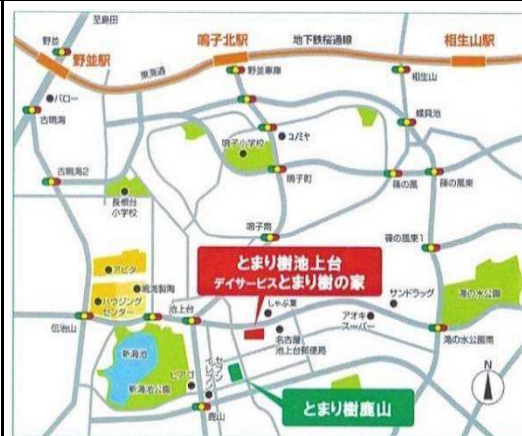 至島田
野並
野並駅
鳴子北駅
地下鉄桜通線
相生山駅
東海通
野並車庫
相生山
バロー
古鳴海
コノミヤ
螺貝池
鳴子小学校
古鳴海2
鳴子町
篠の風
篠の風東
長根台
小学校
鳴子南
篠の風東1
とまり樹池上台
デイサービスとまり樹の家
アピタ
鳴海製陶
ハウジング
センター
池上台
しゃぶ葉
サンドラッグ
滝の水公園
伝治山
アオキ
スーパー
名古屋
池上台郵便局
滝の水公園南
新海池
新海池公園
ピアゴ
セブン
イレブン
鹿山
とまり樹鹿山
N